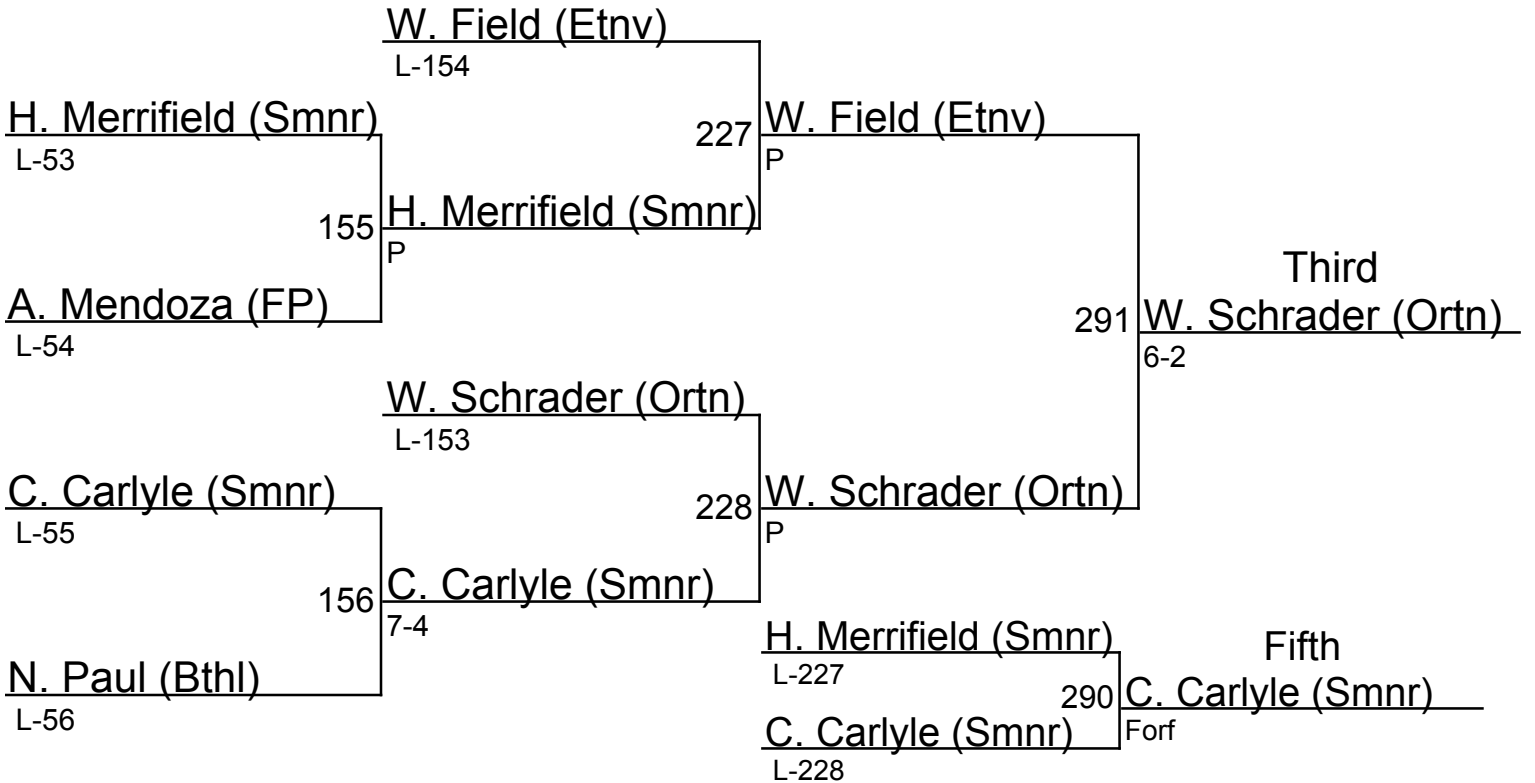 W. Field (Etnv)
L-154
H. Merrifield (Smnr)
L-53
227 W. Field (Etnv)
P
155 H. Merrifield (Smnr)
P
A. Mendoza (FP)
L-54
Third
291 W. Schrader (Ortn)
6-2
W. Schrader (Ortn)
L-153
C. Carlyle (Smnr)
L-55
228 W. Schrader (Ortn)
P
156 C. Carlyle (Smnr)
7-4
H. Merrifield (Smnr)
L-227
Fifth
N. Paul (Bthl)
L-56
290 C. Carlyle (Smnr)
Forf
C. Carlyle (Smnr)
L-228